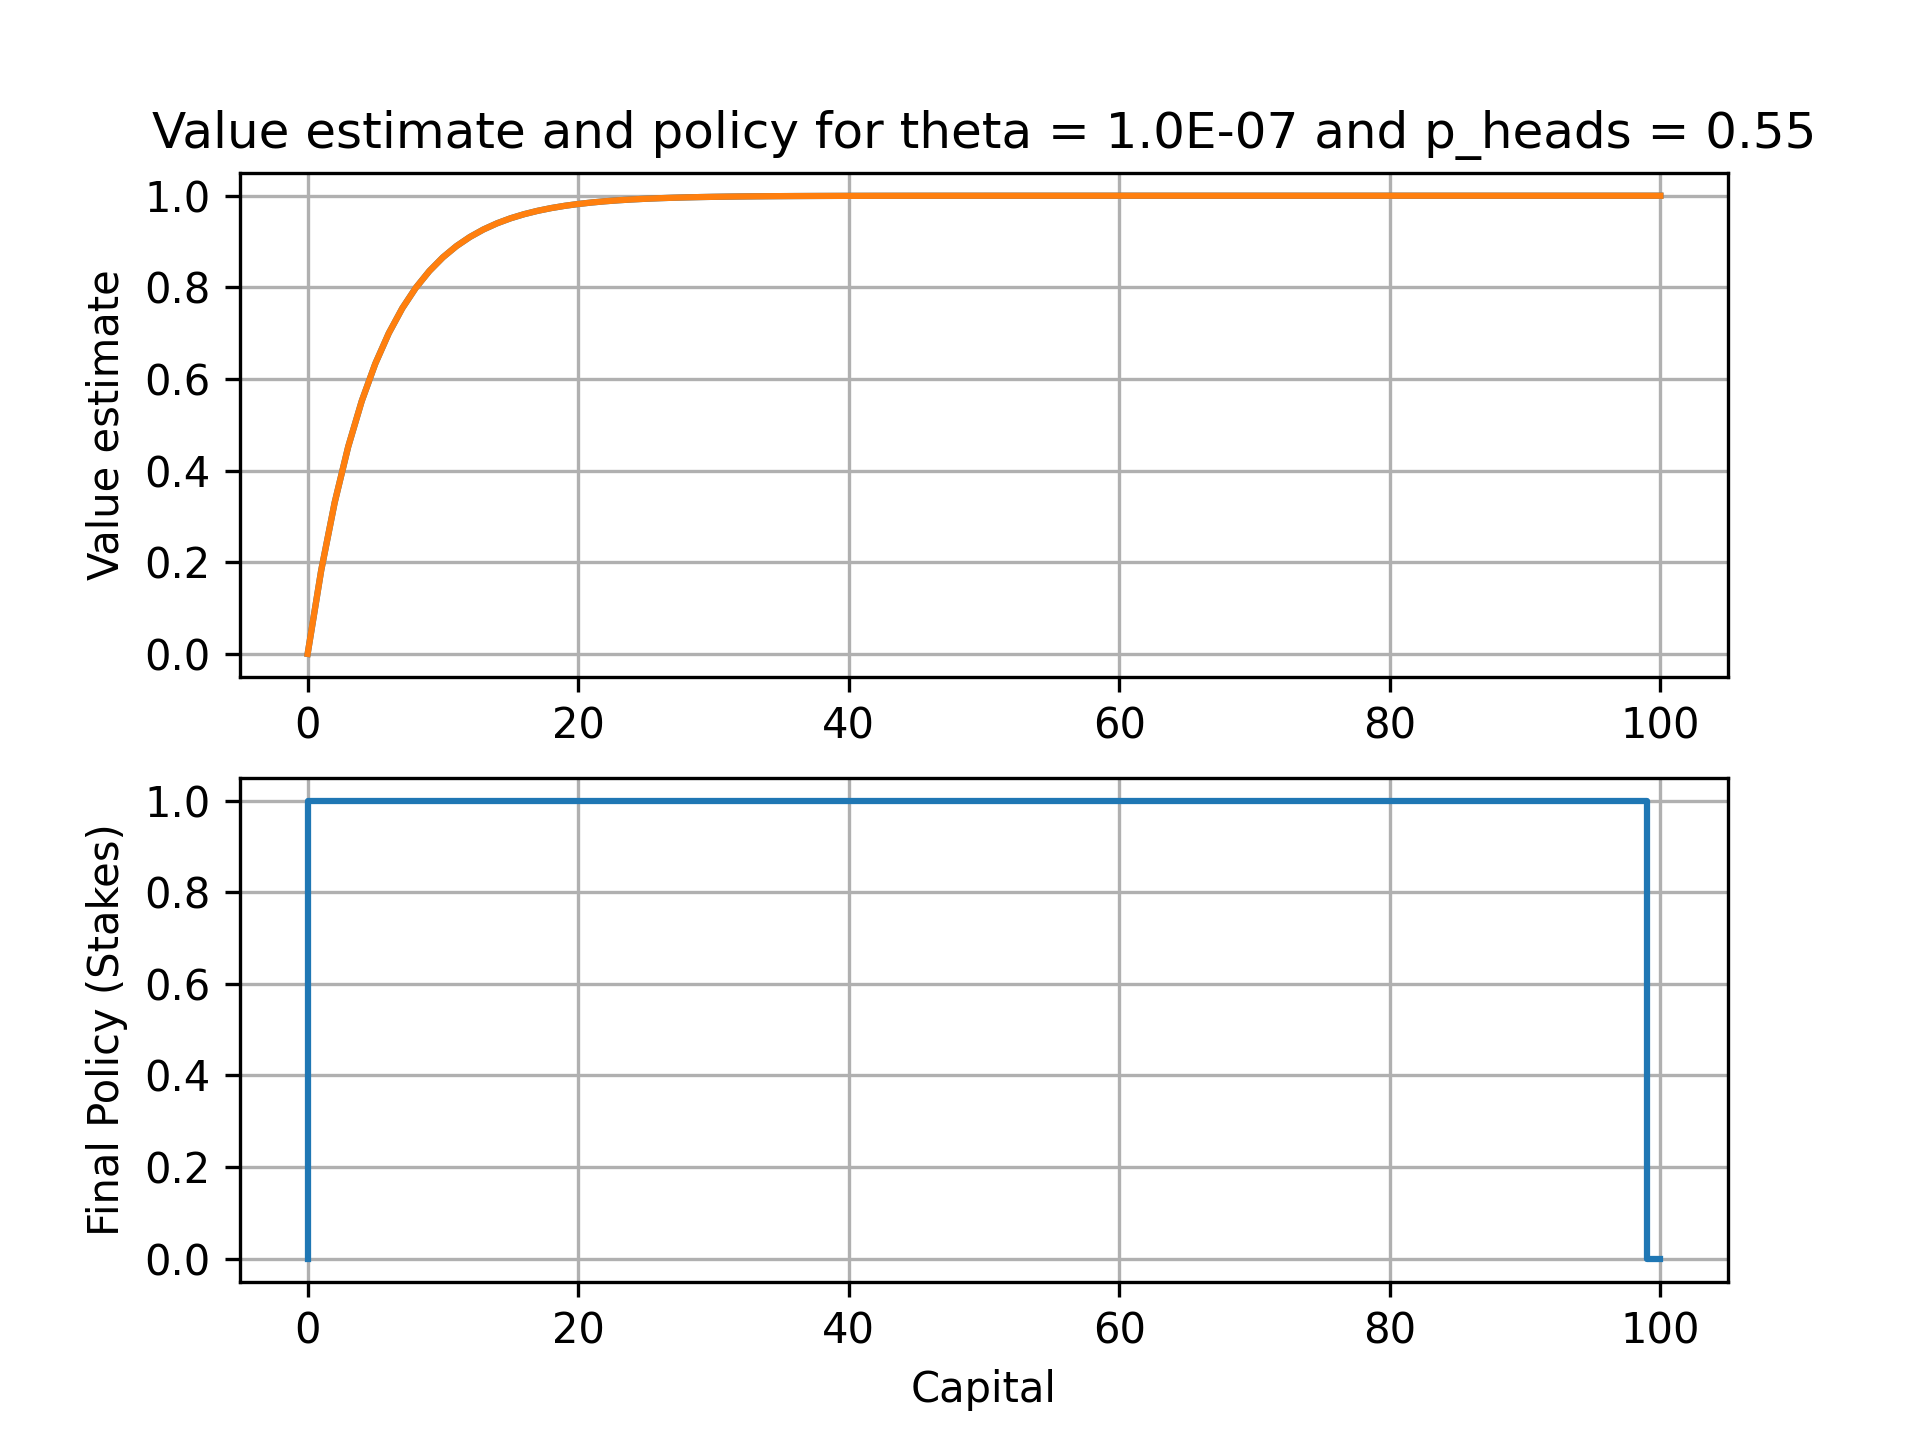 Value estimate and policy for theta = 1.0E-07 and p_heads = 0.55
Value estimate
1.0
0.8
0.6
0.4
0.2
0.0
0 20 40 60 80 100
Final Policy (Stakes)
1.0
0.8
0.6
0.4
0.2
0.0
0 20 40 60 80 100
Capital